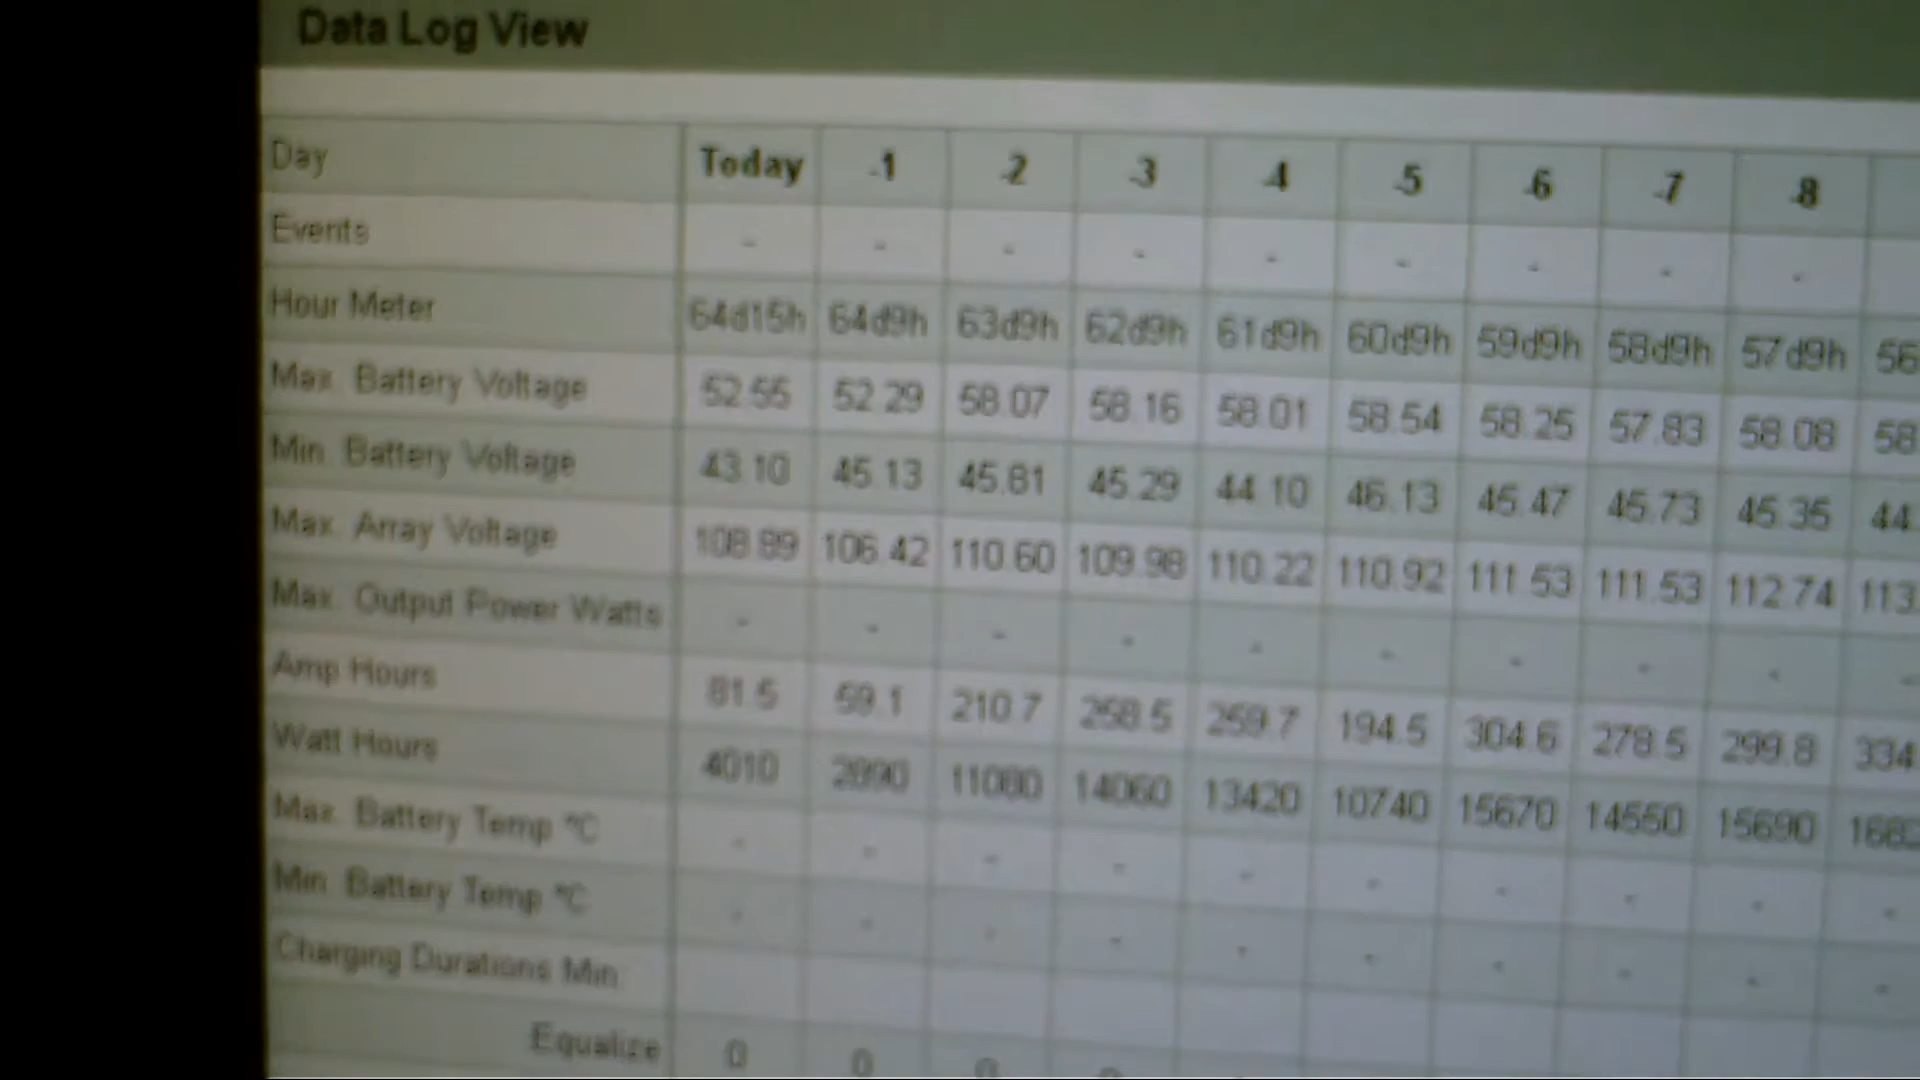 Data Log View
Day Today -1 -2 -3 -4 -5 -6 -7 -8
Events - - - - - - - - -
Hour Meter 64d15h 64d9h 63d9h 62d9h 61d9h 60d9h 59d9h 58d9h 57d9h 56
Max. Battery Voltage 52.55 52.29 58.07 58.16 58.01 58.54 58.25 57.83 58.08 58
Min. Battery Voltage 43.10 45.13 45.81 45.29 44.10 46.13 45.47 45.73 45.35 44.
Max. Array Voltage 108.99 106.42 110.60 109.98 110.22 110.92 111.53 111.53 112.74 113.
Max. Output Power Watts - - - - - - - - - -
Amp Hours 81.5 59.1 210.7 258.5 259.7 194.5 304.6 278.5 299.8 334
Watt Hours 4010 2890 11080 14060 13420 10740 15670 14550 15690
Max. Battery Temp °C - - - - - - - - - -
Min. Battery Temp °C - - - - - - - - - -
Charging Durations Min
Equalize 0 0 0